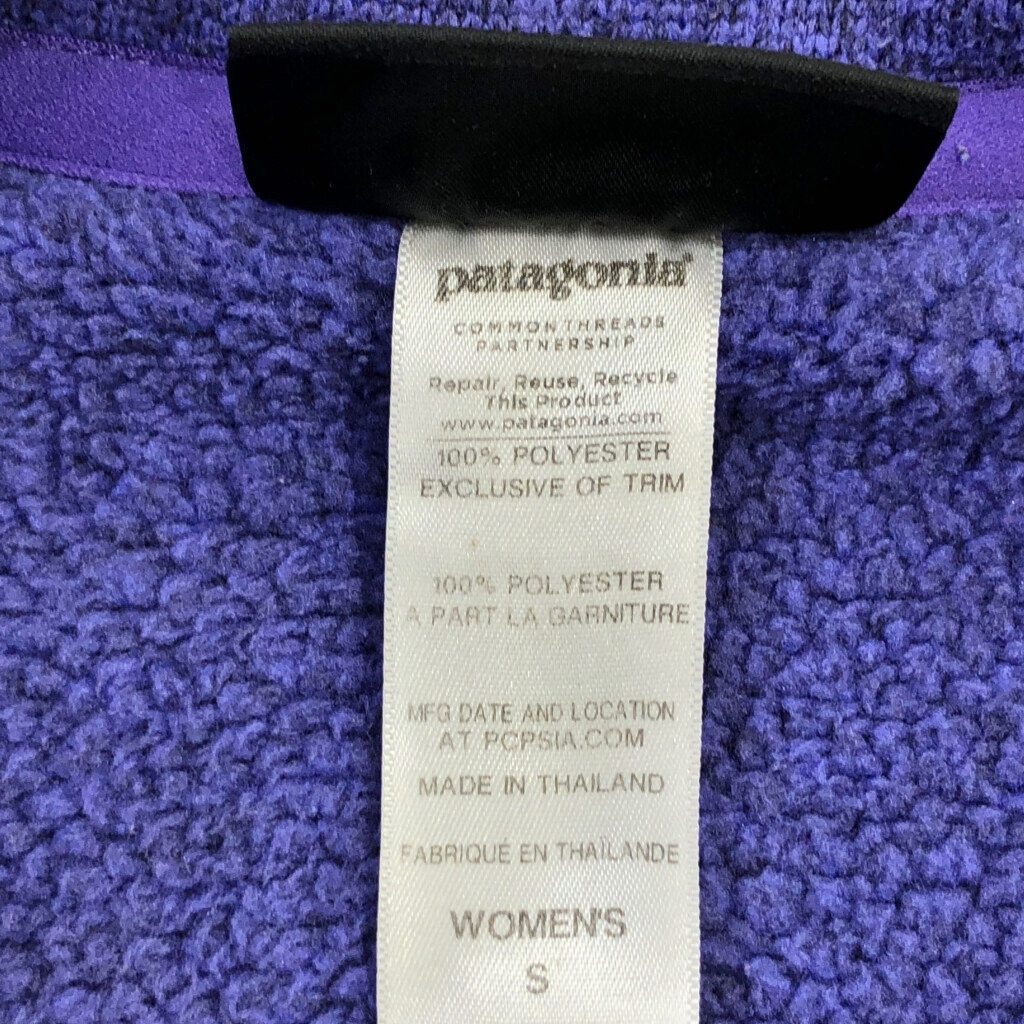 patagonia®
COMMON THREADS
PARTNERSHIP
Repair, Reuse, Recycle
This Product
www.patagonia.com
100% POLYESTER
EXCLUSIVE OF TRIM
100% POLYESTER
A PART LA GARNITURE
MFG DATE AND LOCATION
AT PCPSIA.COM
MADE IN THAILAND
FABRIQUÉ EN THAÏLANDE
WOMEN'S
S